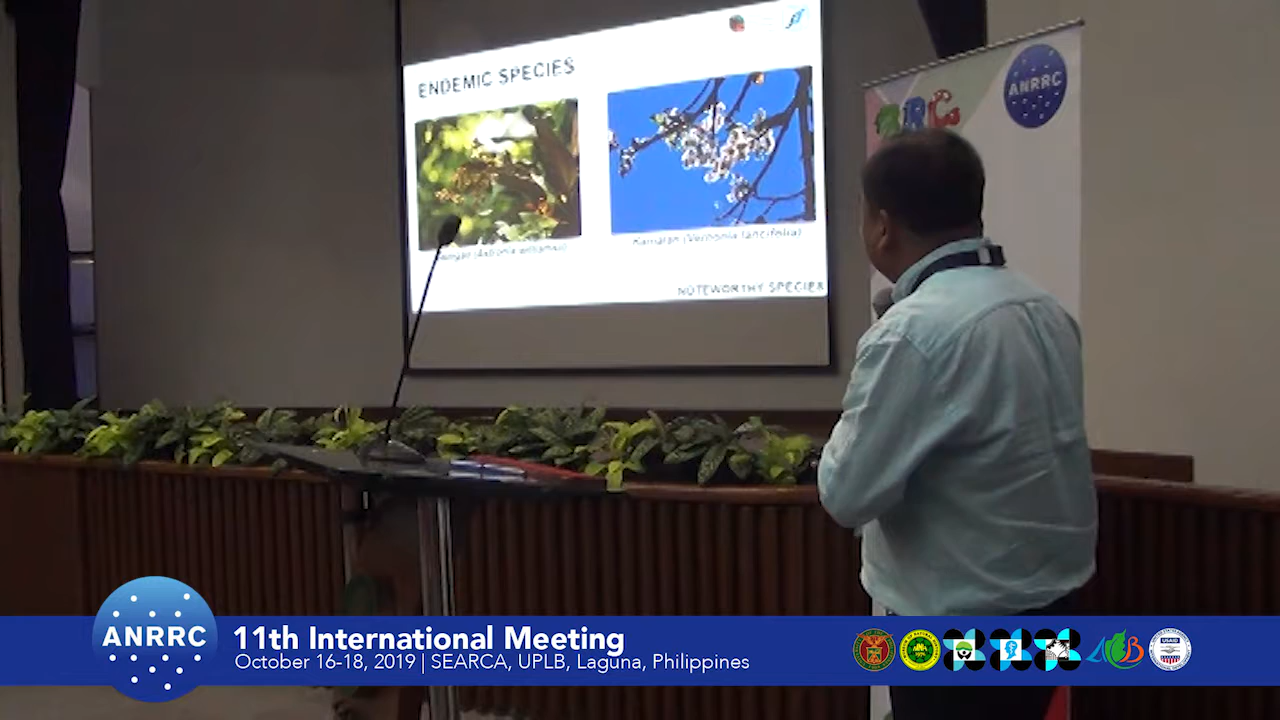 ENDEMIC SPECIES
(Vernonia lancifolia)
NOTEWORTHY SPECIES
ANRRC
ANRRC
11th International Meeting
October 16-18, 2019 | SEARCA, UPLB, Laguna, Philippines
USAID